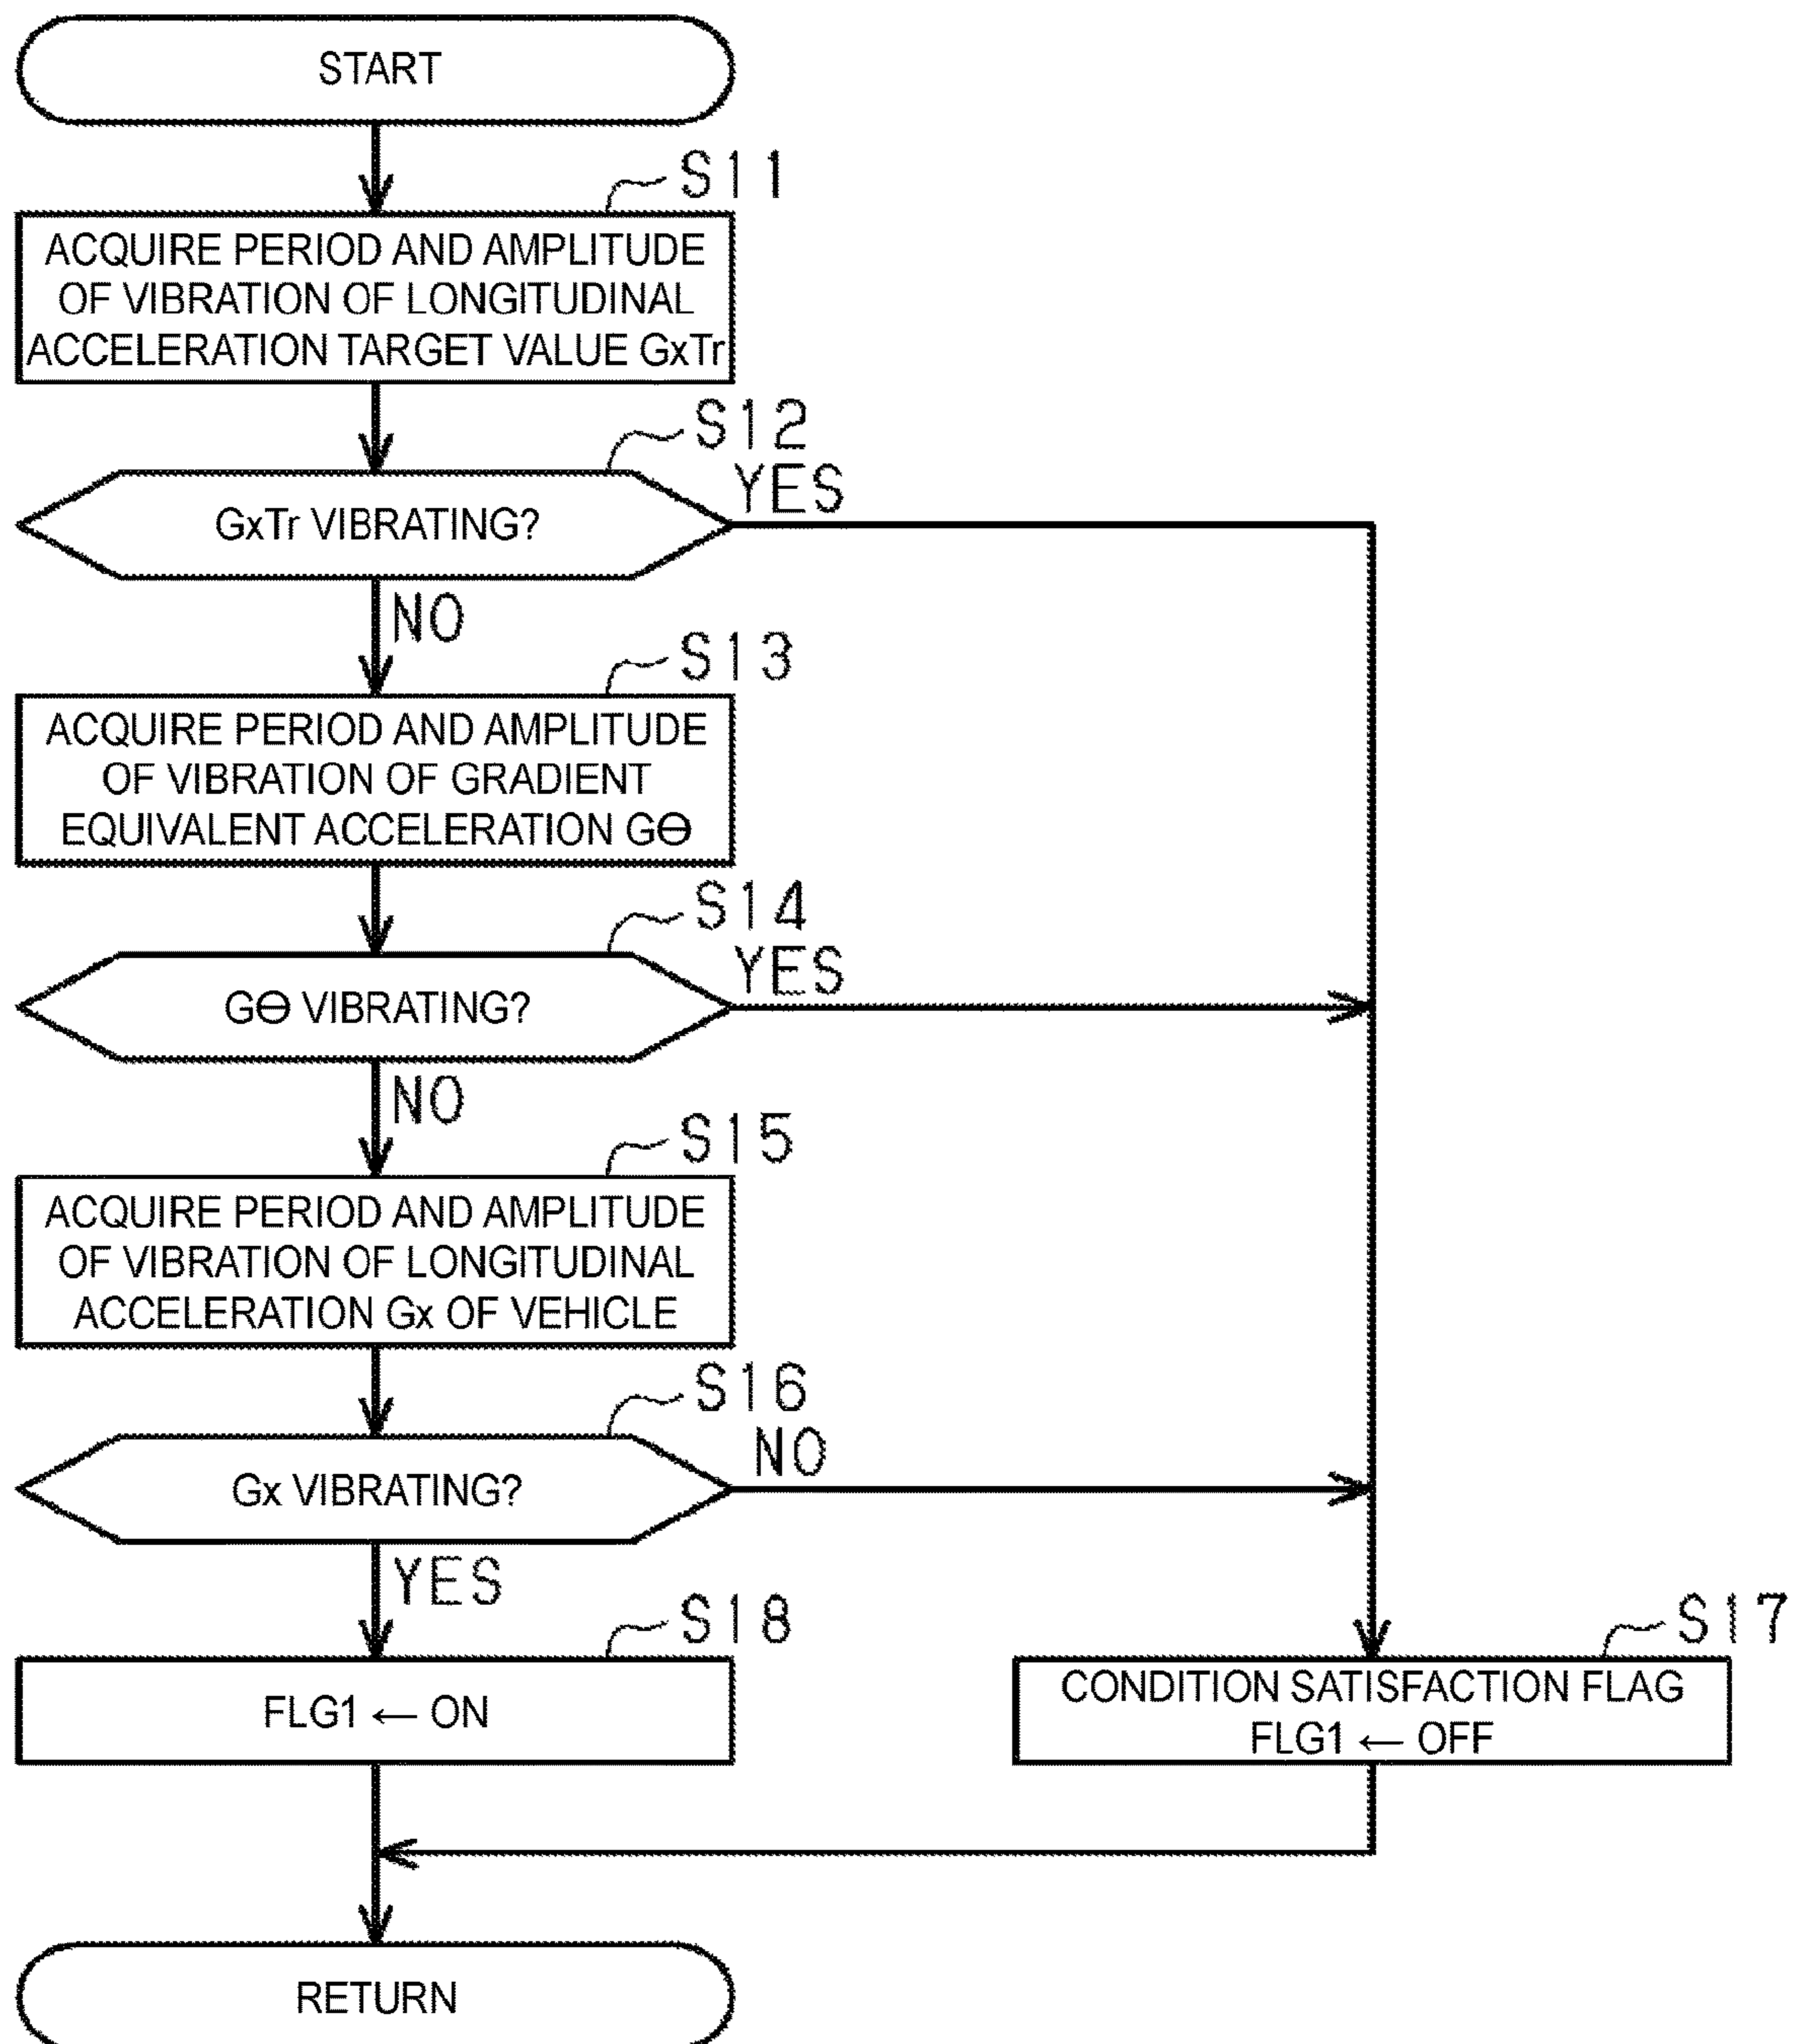 START
S11
ACQUIRE PERIOD AND AMPLITUDE
OF VIBRATION OF LONGITUDINAL
ACCELERATION TARGET VALUE GxTr
S12
GxTr VIBRATING?
YES
NO
S13
ACQUIRE PERIOD AND AMPLITUDE
OF VIBRATION OF GRADIENT
EQUIVALENT ACCELERATION GΘ
S14
GΘ VIBRATING?
YES
NO
S15
ACQUIRE PERIOD AND AMPLITUDE
OF VIBRATION OF LONGITUDINAL
ACCELERATION Gx OF VEHICLE
S16
Gx VIBRATING?
NO
YES
S18
FLG1 ← ON
S17
CONDITION SATISFACTION FLAG
FLG1 ← OFF
RETURN